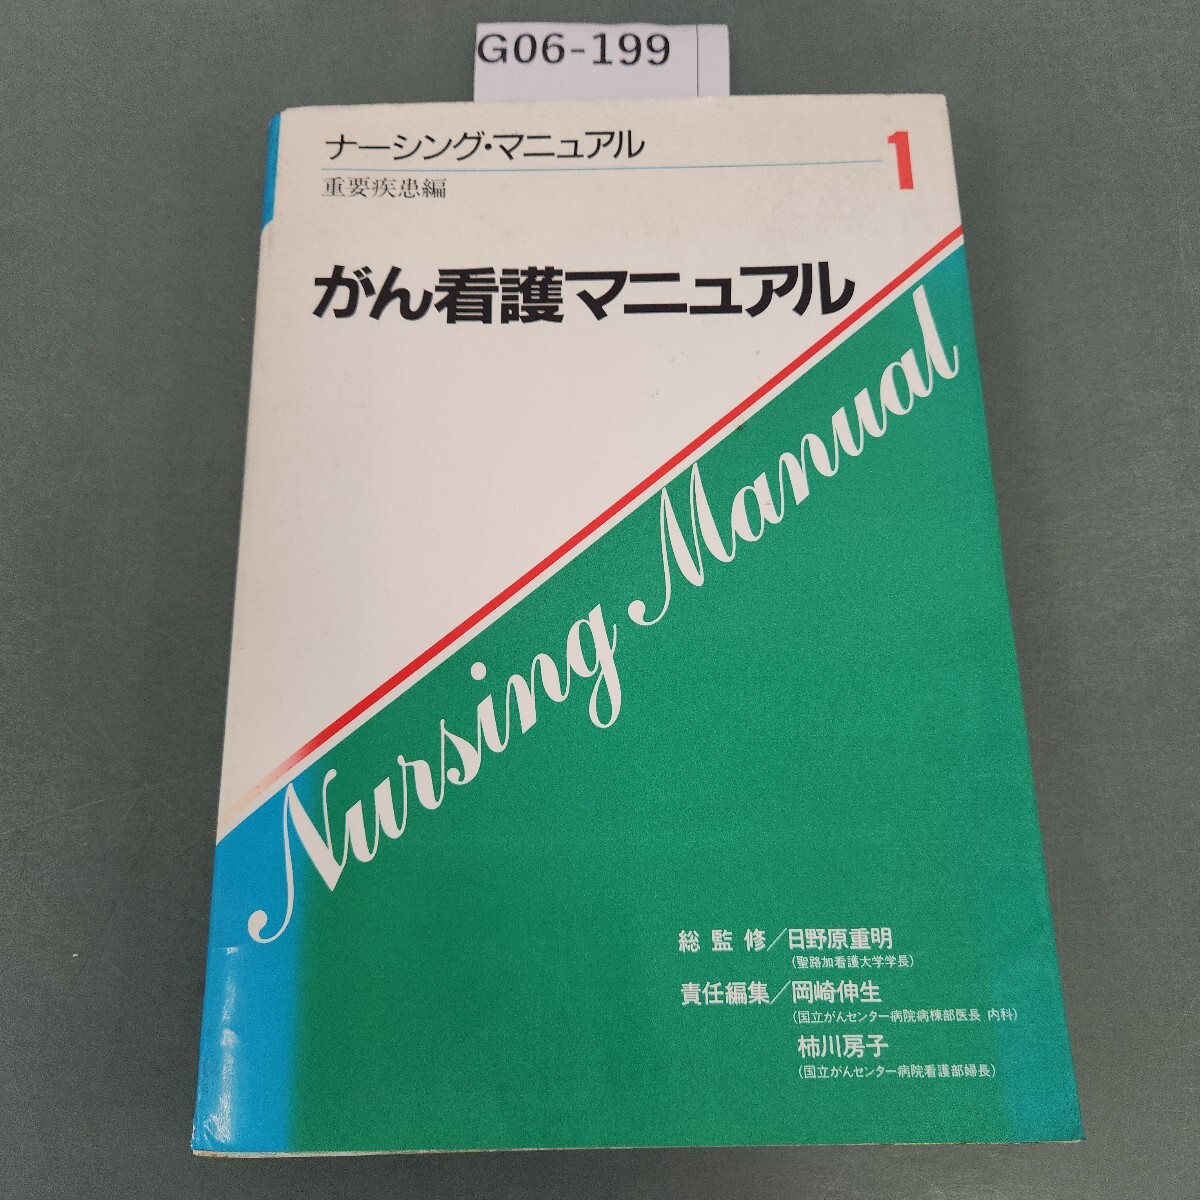 G06-199
ナーシング・マニュアル
1
重要疾患編
がん看護マニュアル
Nursing Manual
総監修／日野原重明
(聖路加看護大学学長)
責任編集／岡崎伸生
(国立がんセンター病院病棟部医長 内科)
柿川房子
(国立がんセンター病院看護部婦長)